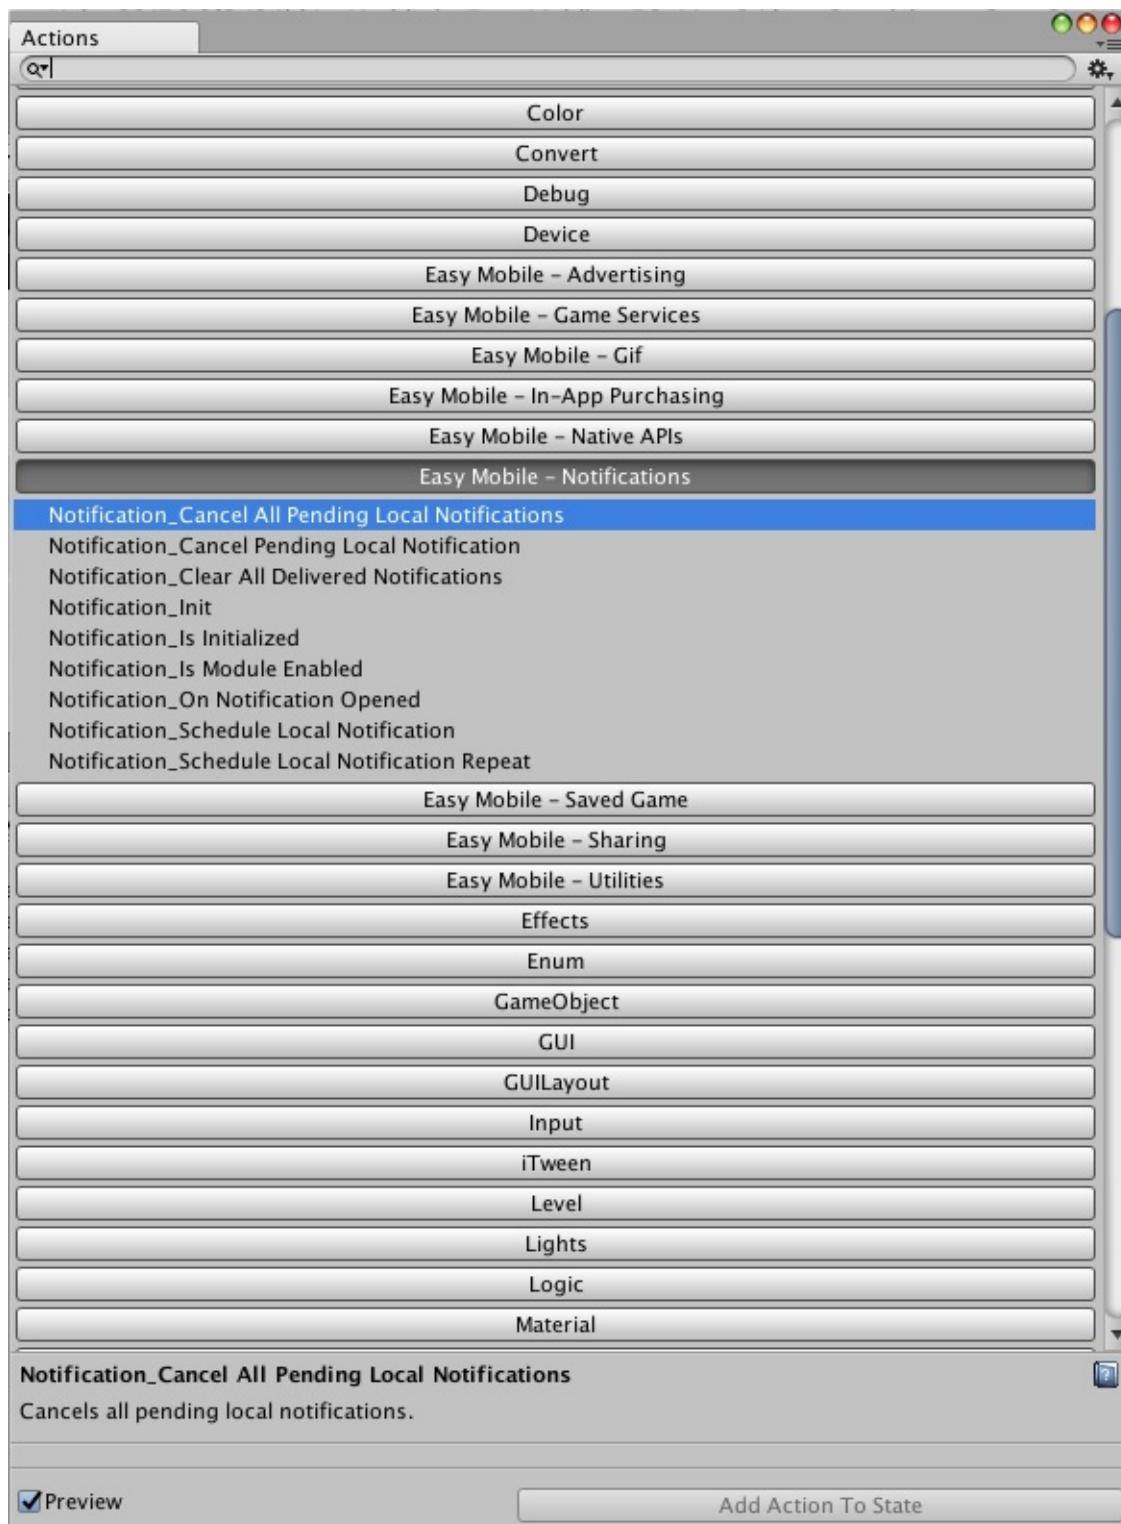 Actions
Color
Convert
Debug
Device
Easy Mobile – Advertising
Easy Mobile – Game Services
Easy Mobile – Gif
Easy Mobile – In-App Purchasing
Easy Mobile – Native APIs
Easy Mobile – Notifications
Notification_Cancel All Pending Local Notifications
Notification_Cancel Pending Local Notification
Notification_Clear All Delivered Notifications
Notification_Init
Notification_Is Initialized
Notification_Is Module Enabled
Notification_On Notification Opened
Notification_Schedule Local Notification
Notification_Schedule Local Notification Repeat
Easy Mobile – Saved Game
Easy Mobile – Sharing
Easy Mobile – Utilities
Effects
Enum
GameObject
GUI
GUILayout
Input
iTween
Level
Lights
Logic
Material
Notification_Cancel All Pending Local Notifications
Cancels all pending local notifications.
Preview
Add Action To State